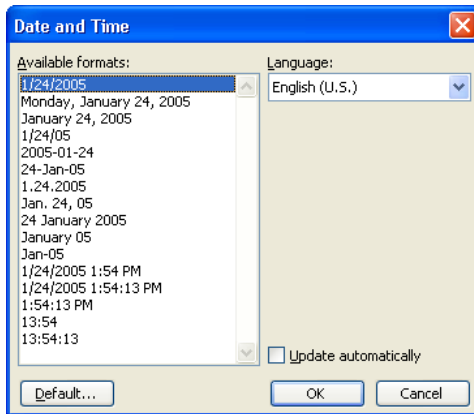 Date and Time
Available formats:
Language:
1/24/2005
Monday, January 24, 2005
January 24, 2005
1/24/05
2005-01-24
24-Jan-05
1.24.2005
Jan. 24, 05
24 January 2005
January 05
Jan-05
1/24/2005 1:54 PM
1/24/2005 1:54:13 PM
1:54:13 PM
13:54
13:54:13
English (U.S.)
Update automatically
Default...
OK
Cancel